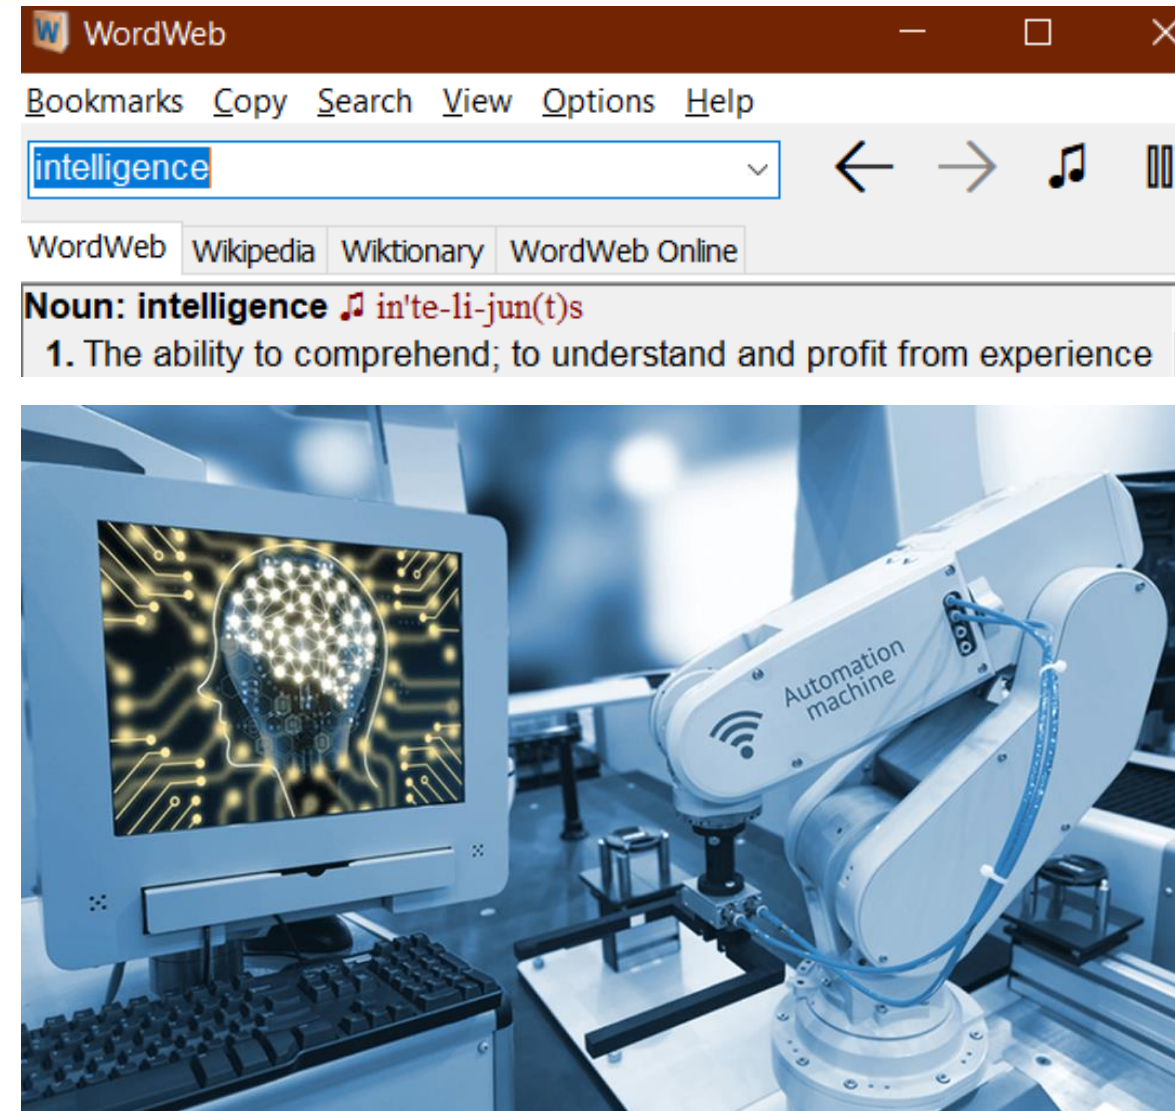 WordWeb
Bookmarks Copy Search View Options Help
intelligence
WordWeb Wikipedia Wiktionary WordWeb Online
Noun: intelligence ♫ in'te-li-jun(t)s
1. The ability to comprehend; to understand and profit from experience
Automation
machine